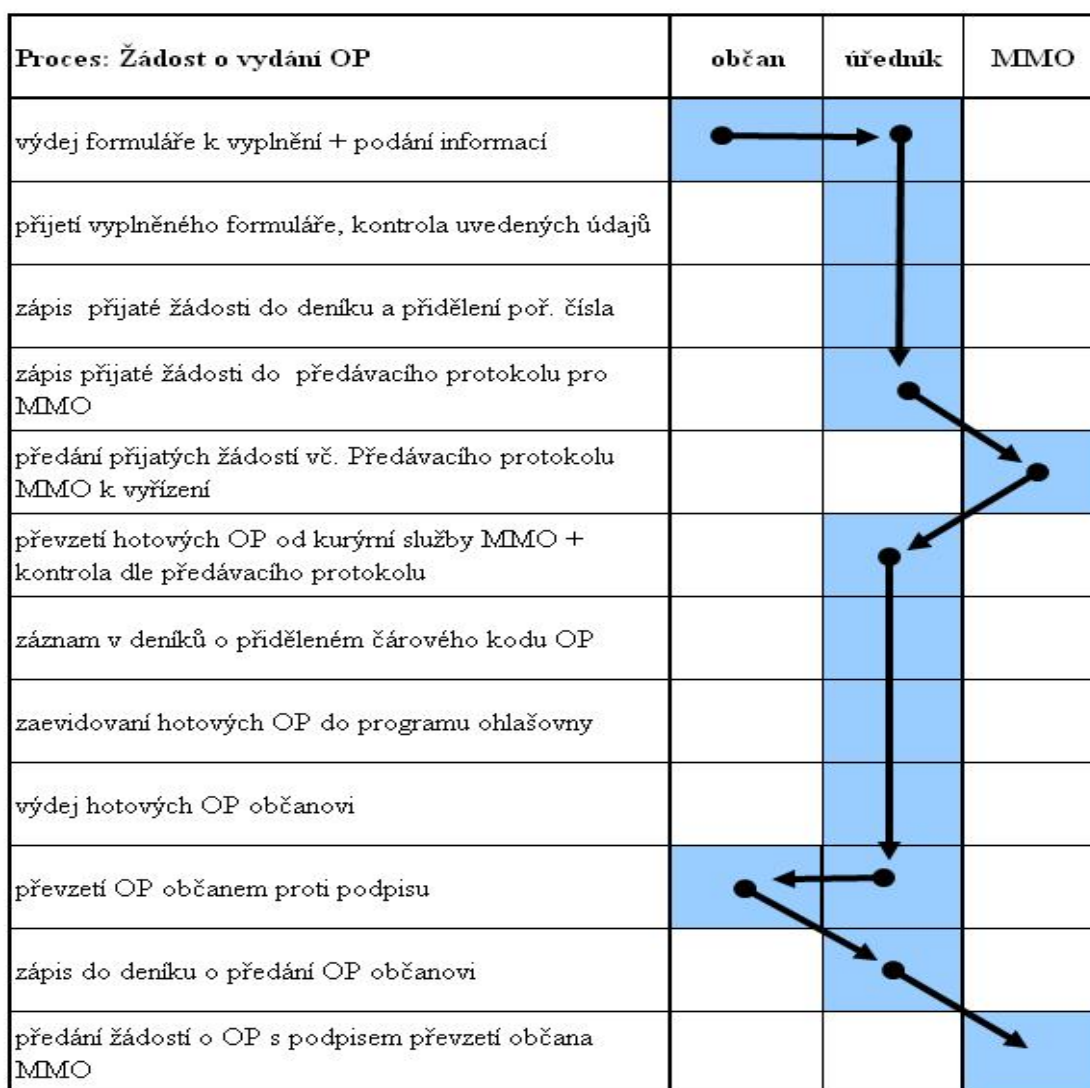 Proces: Žádost o vydání OP občan úředník MMO
výdej formuláře k vyplnění + podání informací
přijetí vyplněného formuláře, kontrola uvedených údajů
zápis přijaté žádosti do deníku a přidělení poř. čísla
zápis přijaté žádosti do předávacího protokolu pro
MMO
předání přijatých žádostí vč. Předávacího protokolu
MMO k vyřízení
převzetí hotových OP od kurýrní služby MMO +
kontrola dle předávacího protokolu
záznam v deníků o přiděleném čárového kodu OP
zaevidovaní hotových OP do programu ohlašovny
výdej hotových OP občanovi
převzetí OP občanem proti podpisu
zápis do deníku o předání OP občanovi
předání žádostí o OP s podpisem převzetí občana
MMO